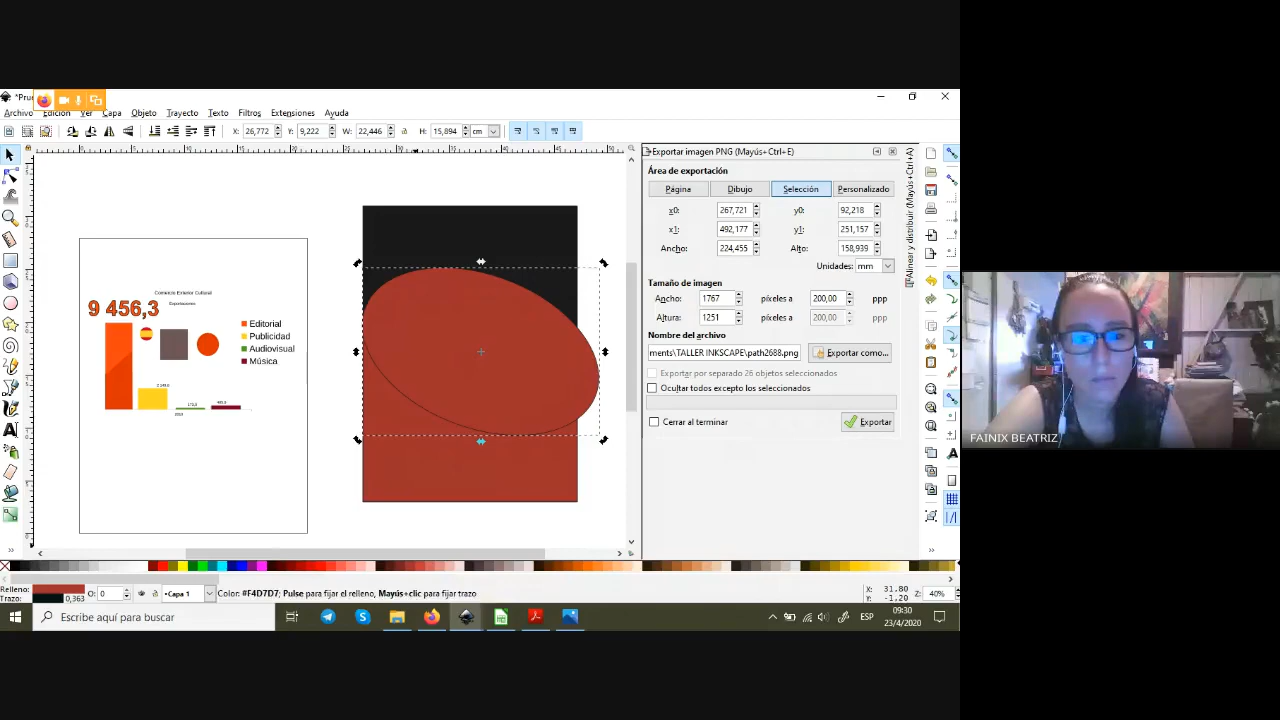 *Pru
Archivo Edición Ver Capa Objeto Trayecto Texto Filtros Extensiones Ayuda
X: 26,772 Y: 9,222 W: 22,446 H: 15,894 cm
Exportar imagen PNG (Mayús+Ctrl+E)
Alinear y distribuir (Mayús+Ctrl+A)
Área de exportación
Página Dibujo Selección Personalizado
x0: 267,721 y0: 92,218
x1: 492,177 y1: 251,157
Ancho: 224,455 Alto: 158,939
Unidades: mm
Tamaño de imagen
Ancho: 1767 píxeles a 200,00 ppp
Altura: 1251 píxeles a 200,00 ppp
Nombre del archivo
ments\TALLER INKSCAPE\path2688.png Exportar como...
Exportar por separado 26 objetos seleccionados
Ocultar todos excepto los seleccionados
Cerrar al terminar Exportar
Comercio Exterior Cultural
Exportaciones
9 456,3
Editorial
Publicidad
Audiovisual
Música
FAINIX BEATRIZ
Relleno:
Trazo: 0,363 O: 0 •Capa 1 Color: #F4D7D7; Pulse para fijar el relleno, Mayús+clic para fijar trazo
X: 31,80
Y: -1,20 Z: 40%
Escribe aquí para buscar
ESP
09:30
23/4/2020